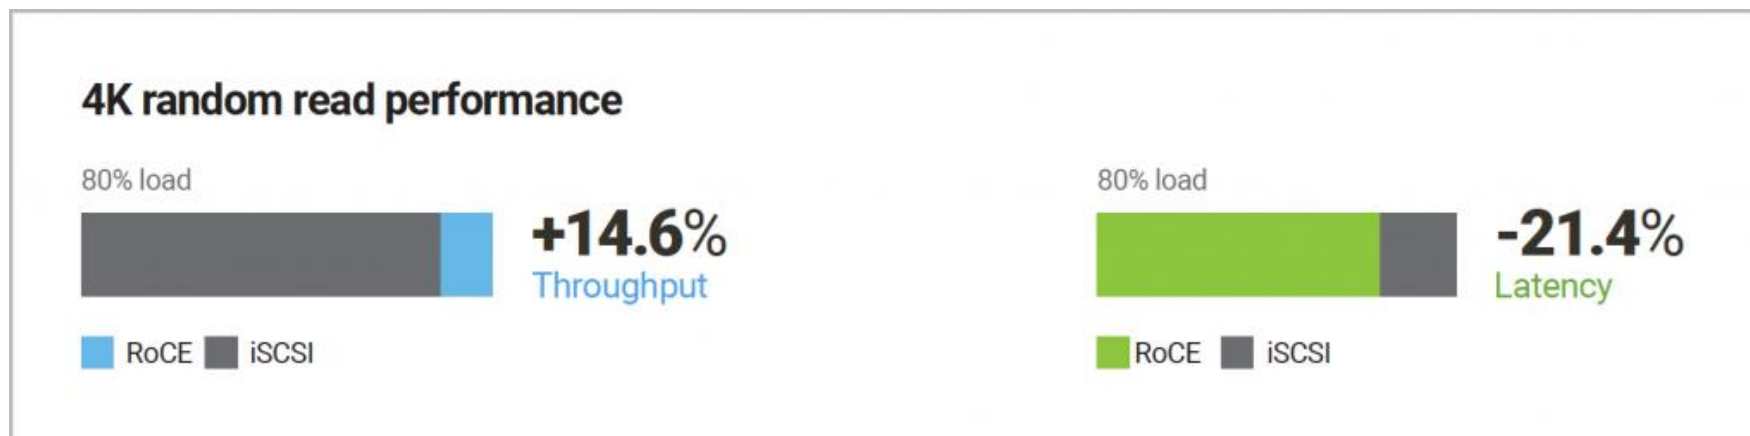 4K random read performance
80% load
+14.6%
Throughput
RoCE iSCSI
80% load
-21.4%
Latency
RoCE iSCSI